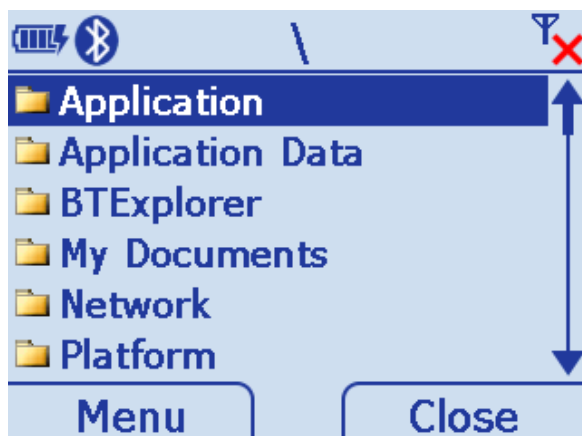 \
Application
Application Data
BTExplorer
My Documents
Network
Platform
Menu Close